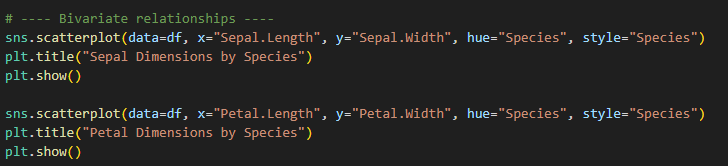 # ---- Bivariate relationships ----
sns.scatterplot(data=df, x="Sepal.Length", y="Sepal.Width", hue="Species", style="Species")
plt.title("Sepal Dimensions by Species")
plt.show()
sns.scatterplot(data=df, x="Petal.Length", y="Petal.Width", hue="Species", style="Species")
plt.title("Petal Dimensions by Species")
plt.show()